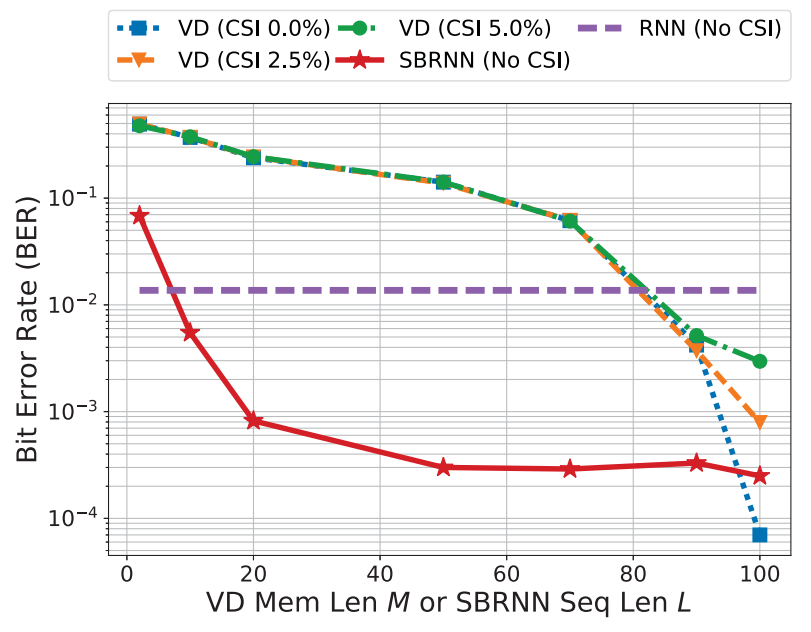 VD (CSI 0.0%) VD (CSI 5.0%) RNN (No CSI)
VD (CSI 2.5%) SBRNN (No CSI)
Bit Error Rate (BER)
10⁻¹
10⁻²
10⁻³
10⁻⁴
0 20 40 60 80 100
VD Mem Len M or SBRNN Seq Len L